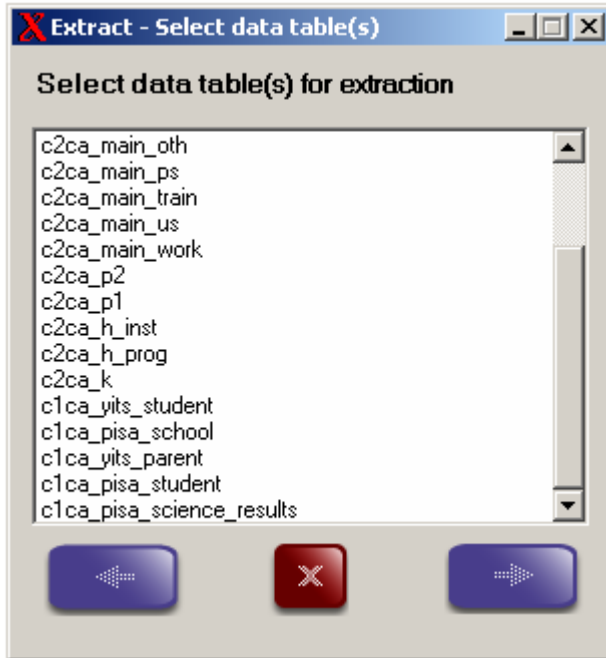 Extract - Select data table(s)
Select data table(s) for extraction
c2ca_main_oth
c2ca_main_ps
c2ca_main_train
c2ca_main_us
c2ca_main_work
c2ca_p2
c2ca_p1
c2ca_h_inst
c2ca_h_prog
c2ca_k
c1ca_yits_student
c1ca_pisa_school
c1ca_yits_parent
c1ca_pisa_student
c1ca_pisa_science_results